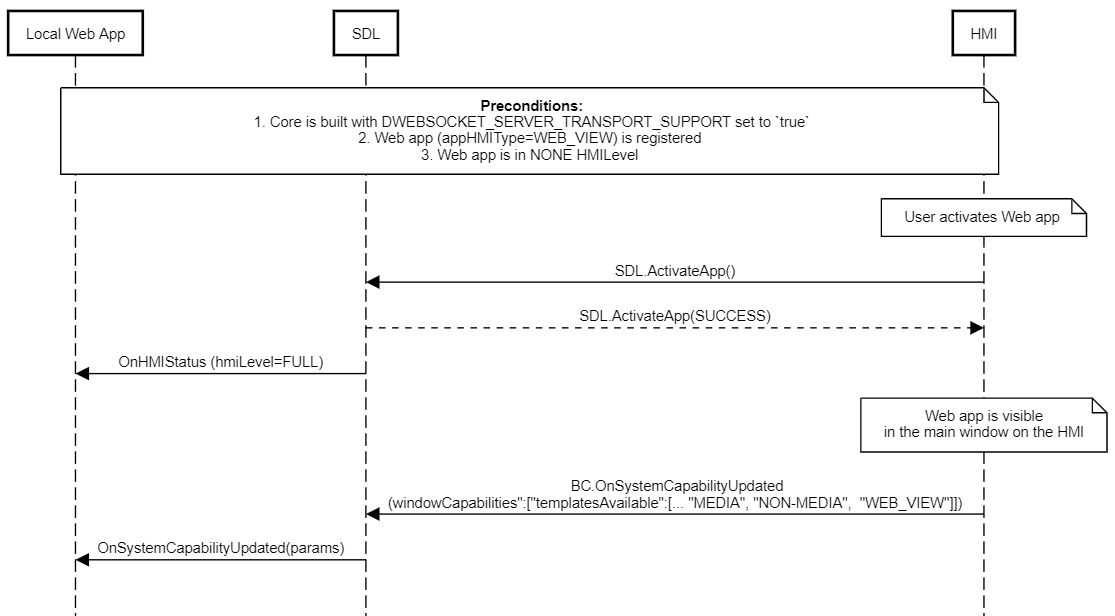 Local Web App
SDL
HMI
Preconditions:
1. Core is built with DWEBSOCKET_SERVER_TRANSPORT_SUPPORT set to `true`
2. Web app (appHMIType=WEB_VIEW) is registered
3. Web app is in NONE HMILevel
User activates Web app
SDL.ActivateApp()
SDL.ActivateApp(SUCCESS)
OnHMIStatus (hmiLevel=FULL)
Web app is visible
in the main window on the HMI
BC.OnSystemCapabilityUpdated
(windowCapabilities":["templatesAvailable":[... "MEDIA", "NON-MEDIA",  "WEB_VIEW"]])
OnSystemCapabilityUpdated(params)